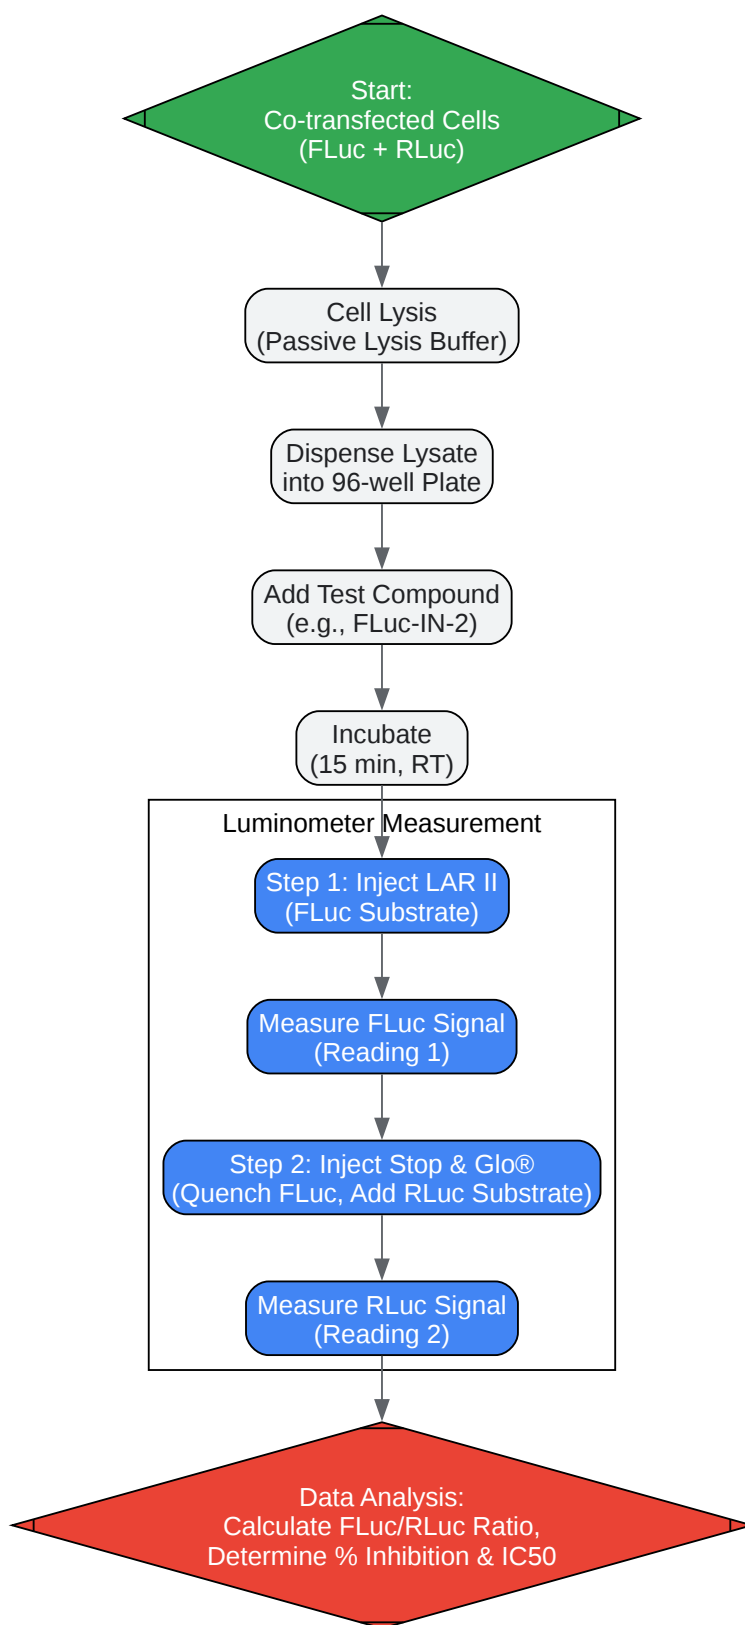 Start:
Co-transfected Cells
(FLuc + RLuc)
Cell Lysis
(Passive Lysis Buffer)
Dispense Lysate
into 96-well Plate
Add Test Compound
(e.g., FLuc-IN-2)
Incubate
(15 min, RT)
Luminometer Measurement
Step 1: Inject LAR II
(FLuc Substrate)
Measure FLuc Signal
(Reading 1)
Step 2: Inject Stop & Glo®
(Quench FLuc, Add RLuc Substrate)
Measure RLuc Signal
(Reading 2)
Data Analysis:
Calculate FLuc/RLuc Ratio,
Determine % Inhibition & IC50